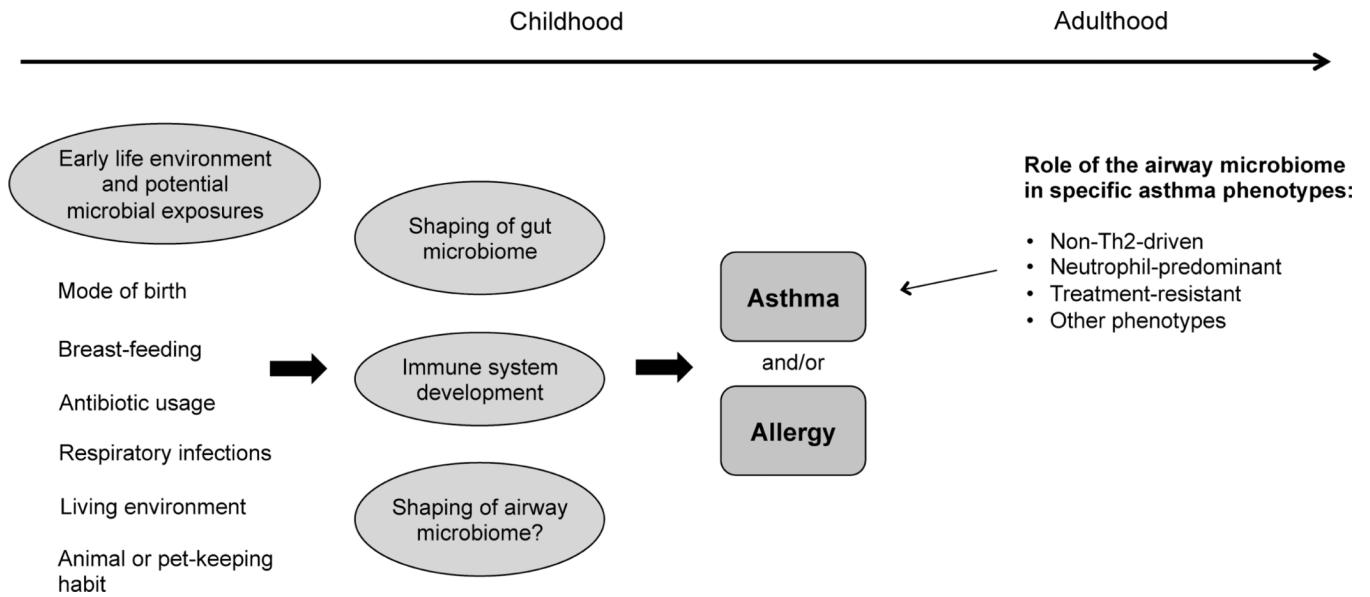 Childhood
Adulthood
Early life environment
and potential
microbial exposures
Mode of birth
Breast-feeding
Antibiotic usage
Respiratory infections
Living environment
Animal or pet-keeping
habit
Shaping of gut
microbiome
Immune system
development
Shaping of airway
microbiome?
Asthma
and/or
Allergy
Role of the airway microbiome
in specific asthma phenotypes:
• Non-Th2-driven
• Neutrophil-predominant
• Treatment-resistant
• Other phenotypes